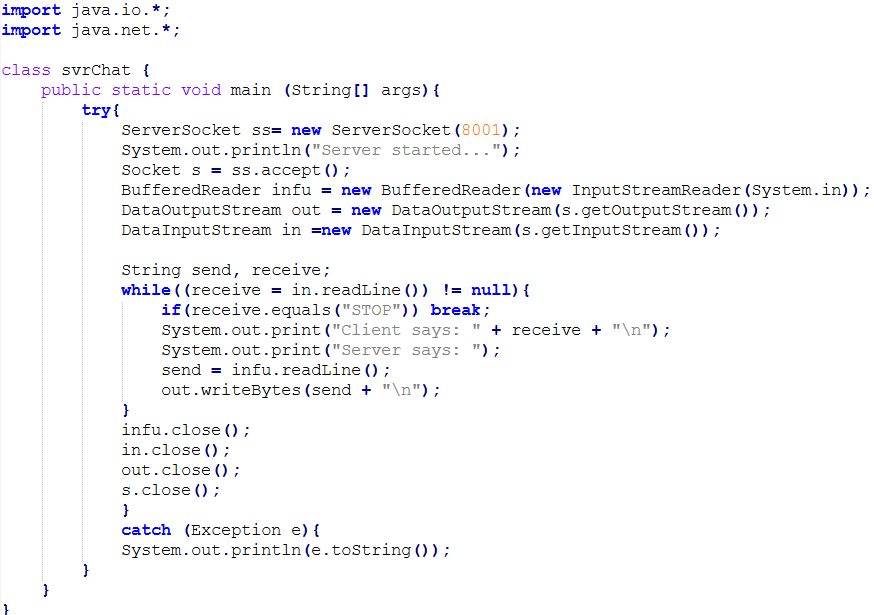 import java.io.*;
import java.net.*;
class svrChat {
public static void main (String[] args){
try{
ServerSocket ss= new ServerSocket(8001);
System.out.println("Server started...");
Socket s = ss.accept();
BufferedReader infu = new BufferedReader(new InputStreamReader(System.in));
DataOutputStream out = new DataOutputStream(s.getOutputStream());
DataInputStream in =new DataInputStream(s.getInputStream());
String send, receive;
while((receive = in.readLine()) != null){
if(receive.equals("STOP")) break;
System.out.print("Client says: " + receive + "\n");
System.out.print("Server says: ");
send = infu.readLine();
out.writeBytes(send + "\n");
}
infu.close();
in.close();
out.close();
s.close();
}
catch (Exception e){
System.out.println(e.toString());
}
}
}